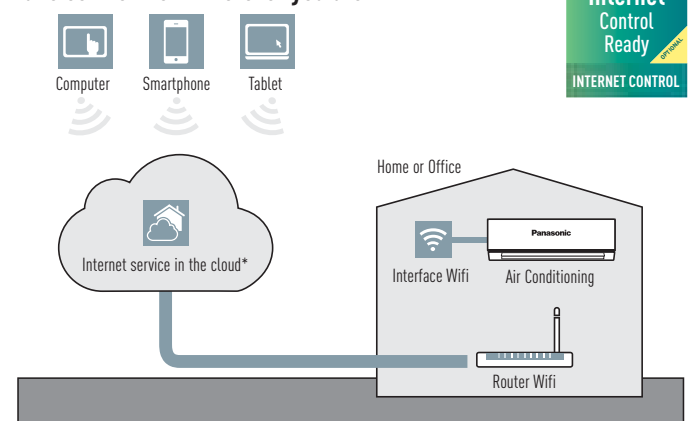 Internet
Control
Ready
OPTIONAL
INTERNET CONTROL
Computer
Smartphone
Tablet
Home or Office
Internet service in the cloud*
Panasonic
Interface Wifi
Air Conditioning
Router Wifi